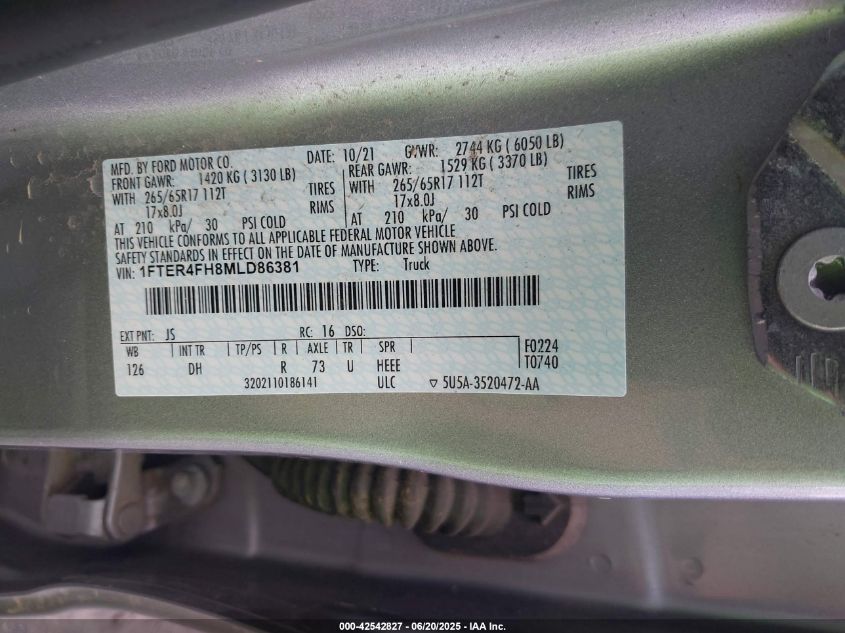 MFD. BY FORD MOTOR CO. DATE: 10/21 GVWR: 2744 KG ( 6050 LB)
FRONT GAWR: 1420 KG ( 3130 LB) REAR GAWR: 1529 KG ( 3370 LB)
WITH 265/65R17 112T TIRES WITH 265/65R17 112T TIRES
17x8.0J RIMS 17x8.0J RIMS
AT 210 kPa/ 30 PSI COLD AT 210 kPa/ 30 PSI COLD
THIS VEHICLE CONFORMS TO ALL APPLICABLE FEDERAL MOTOR VEHICLE
SAFETY STANDARDS IN EFFECT ON THE DATE OF MANUFACTURE SHOWN ABOVE.
VIN: 1FTER4FH8MLD86381 TYPE: Truck
EXT PNT: JS RC: 16 DSO:
WB INT TR TP/PS R AXLE TR SPR F0224
126 DH R 73 U HEEE T0740
3202110186141 ULC ▽ 5U5A-3520472-AA
000-42542827 - 06/20/2025 - IAA Inc.